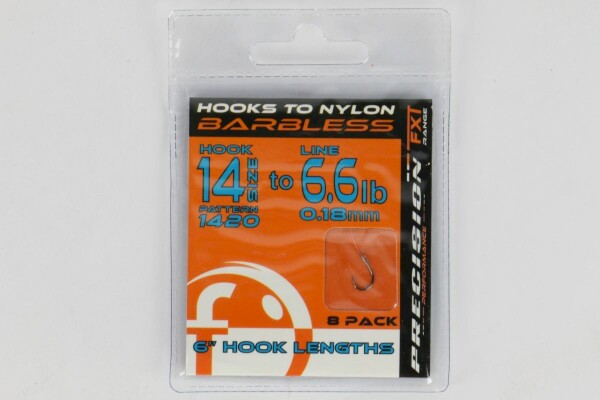 HOOKS TO NYLON
BARBLESS
HOOK
14 SIZE
PATTERN
1420
to
LINE
6.6lb
0.18mm
8 PACK
6" HOOK LENGTHS
PRECISION
PERFORMANCE
FXT
RANGE
f